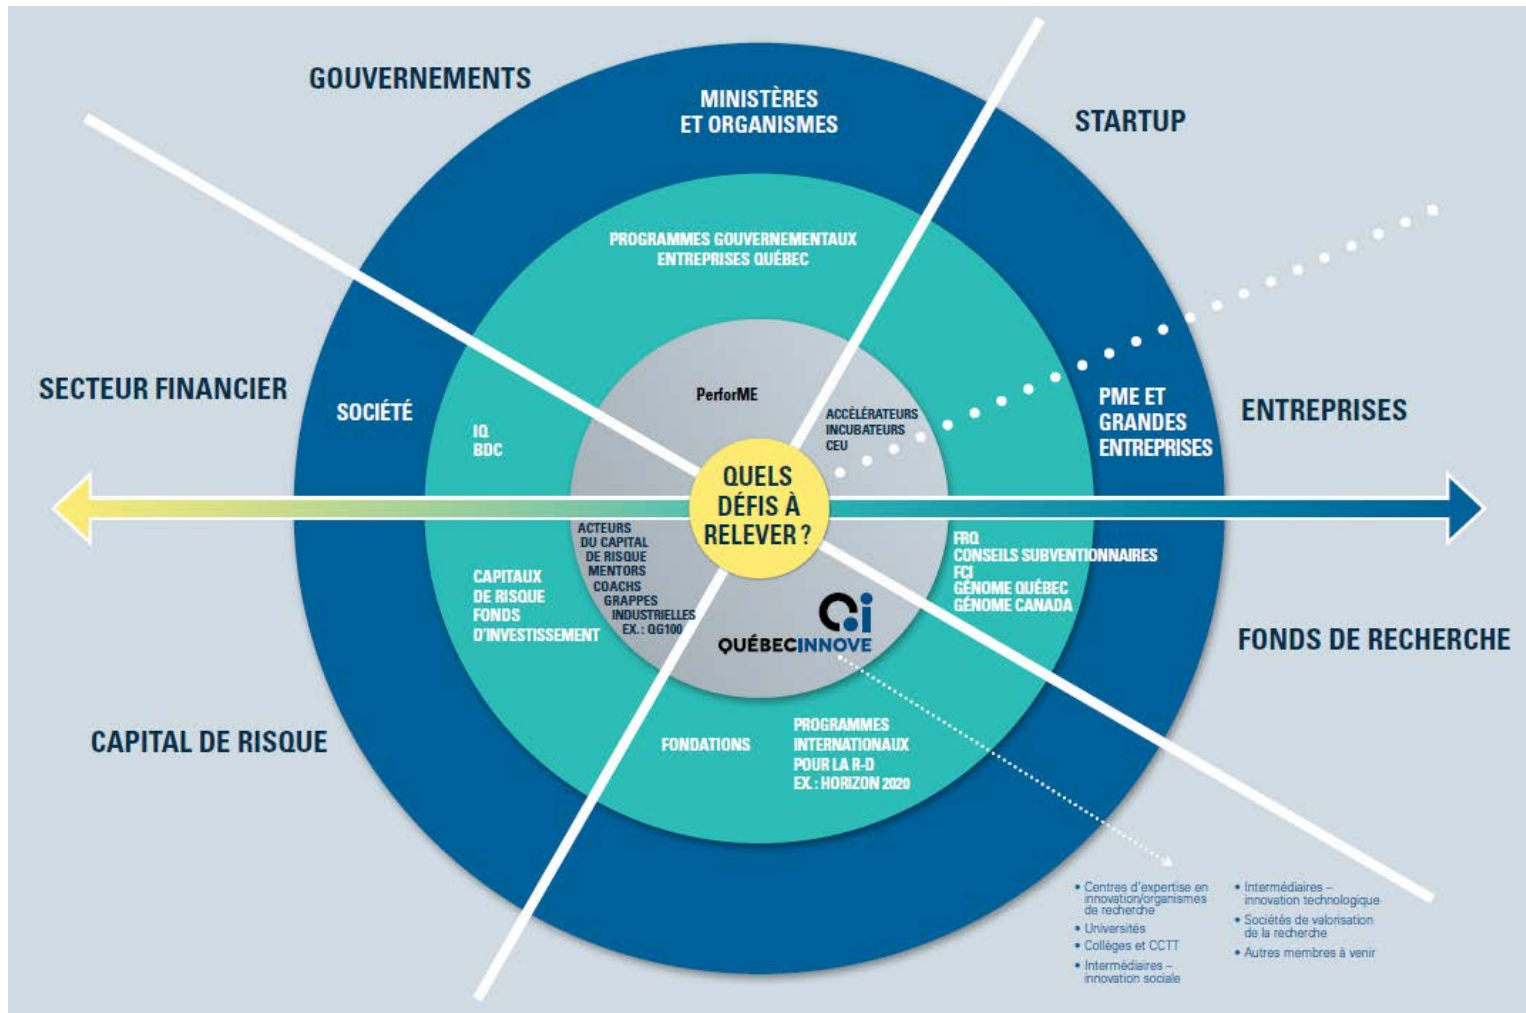 GOUVERNEMENTS
MINISTÈRES
ET ORGANISMES
STARTUP
PROGRAMMES GOUVERNEMENTAUX
ENTREPRISES QUÉBEC
SECTEUR FINANCIER
SOCIÉTÉ
IQ
BDC
PerforME
ACCÉLÉRATEURS
INCUBATEURS
CEU
PME ET
GRANDES
ENTREPRISES
ENTREPRISES
QUELS
DÉFIS À
RELEVER ?
ACTEURS
DU CAPITAL
DE RISQUE
MENTORS
COACHS
GRAPPES
INDUSTRIELLES
EX. : QG100
CAPITAUX
DE RISQUE
FONDS
D'INVESTISSEMENT
FRQ
CONSEILS SUBVENTIONNAIRES
FCI
GÉNOME QUÉBEC
GÉNOME CANADA
Qi
QUÉBECINNOVE
FONDS DE RECHERCHE
CAPITAL DE RISQUE
FONDATIONS
PROGRAMMES
INTERNATIONAUX
POUR LA R-D
EX. : HORIZON 2020
• Centres d'expertise en
innovation/organismes
de recherche
• Universités
• Collèges et CCTT
• Intermédiaires –
innovation sociale
• Intermédiaires –
innovation technologique
• Sociétés de valorisation
de la recherche
• Autres membres à venir